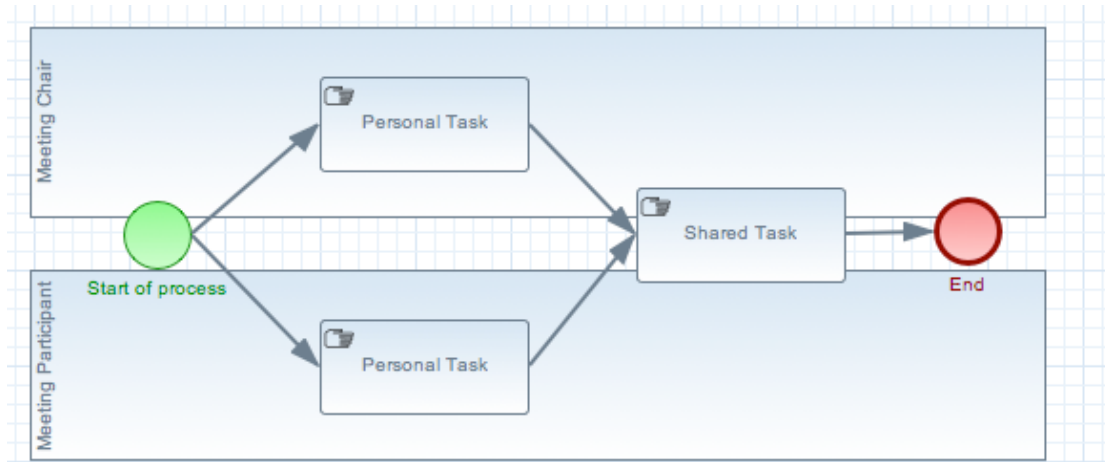 Meeting Chair
Personal Task
Shared Task
Start of process
End
Meeting Participant
Personal Task